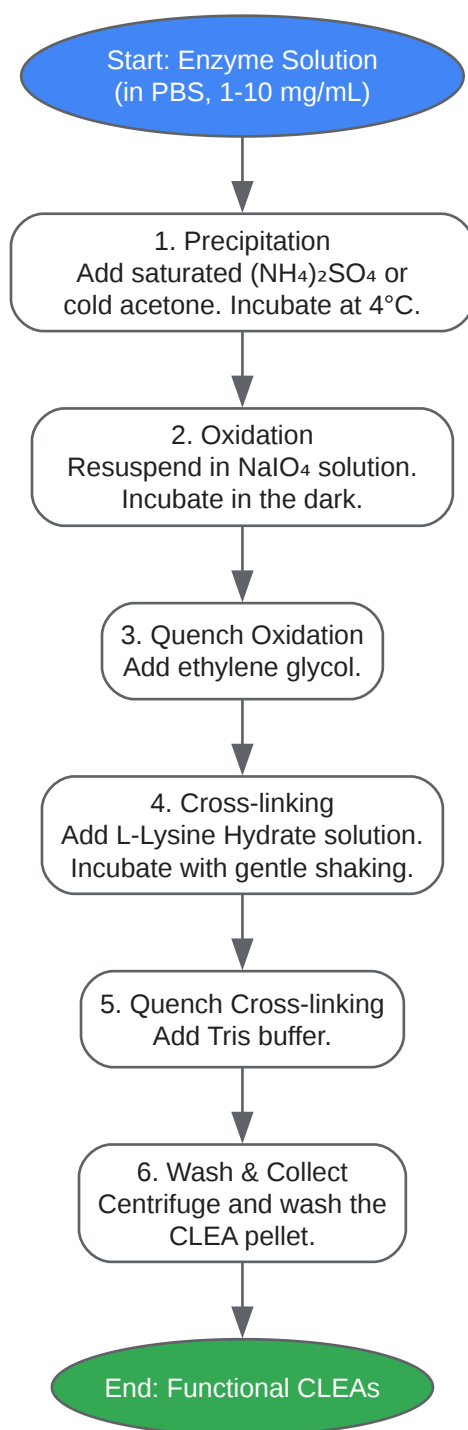 Start: Enzyme Solution
(in PBS, 1-10 mg/mL)
1. Precipitation
Add saturated (NH₄)₂SO₄ or
cold acetone. Incubate at 4°C.
2. Oxidation
Resuspend in NaIO₄ solution.
Incubate in the dark.
3. Quench Oxidation
Add ethylene glycol.
4. Cross-linking
Add L-Lysine Hydrate solution.
Incubate with gentle shaking.
5. Quench Cross-linking
Add Tris buffer.
6. Wash & Collect
Centrifuge and wash the
CLEA pellet.
End: Functional CLEAs